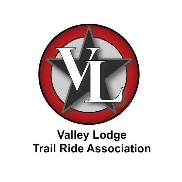 VL
Valley Lodge
Trail Ride Association